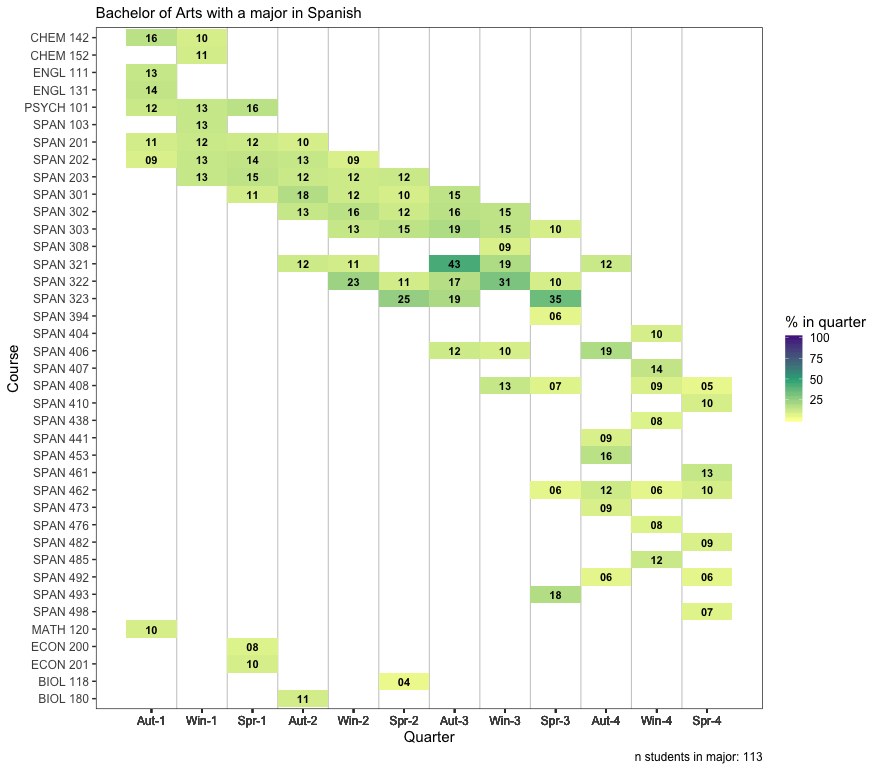 Bachelor of Arts with a major in Spanish
Course
CHEM 142 16 10
CHEM 152 11
ENGL 111 13
ENGL 131 14
PSYCH 101 12 13 16
SPAN 103 13
SPAN 201 11 12 12 10
SPAN 202 09 13 14 13 09
SPAN 203 13 15 12 12 12
SPAN 301 11 18 12 10 15
SPAN 302 13 16 12 16 15
SPAN 303 13 15 19 15 10
SPAN 308 09
SPAN 321 12 11 43 19 12
SPAN 322 23 11 17 31 10
SPAN 323 25 19 35
SPAN 394 06
SPAN 404 10
SPAN 406 12 10 19
SPAN 407 14
SPAN 408 13 07 09 05
SPAN 410 10
SPAN 438 08
SPAN 441 09
SPAN 453 16
SPAN 461 13
SPAN 462 06 12 06 10
SPAN 473 09
SPAN 476 08
SPAN 482 09
SPAN 485 12
SPAN 492 06 06
SPAN 493 18
SPAN 498 07
MATH 120 10
ECON 200 08
ECON 201 10
BIOL 118 04
BIOL 180 11
Aut-1 Win-1 Spr-1 Aut-2 Win-2 Spr-2 Aut-3 Win-3 Spr-3 Aut-4 Win-4 Spr-4
Quarter
% in quarter
100
75
50
25
n students in major: 113